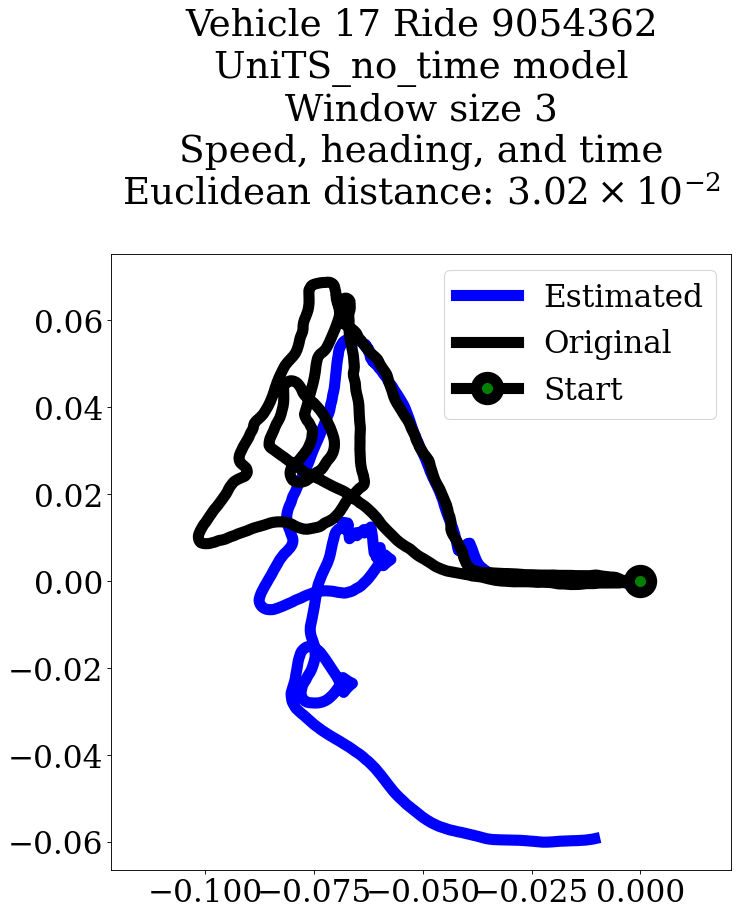 Vehicle 17 Ride 9054362
UniTS_no_time model
Window size 3
Speed, heading, and time
Euclidean distance: $3.02 \times 10^{-2}$
Estimated
Original
Start
0.06
0.04
0.02
0.00
−0.02
−0.04
−0.06
−0.100 −0.075 −0.050 −0.025 0.000